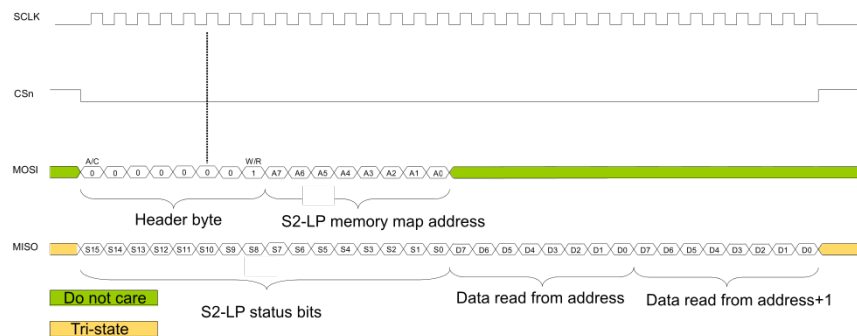 SCLK
CSn
A/C W/R
MOSI 0 0 0 0 0 0 0 1 A7 A6 A5 A4 A3 A2 A1 A0
Header byte S2-LP memory map address
MISO S15 S14 S13 S12 S11 S10 S9 S8 S7 S6 S5 S4 S3 S2 S1 S0 D7 D6 D5 D4 D3 D2 D1 D0 D7 D6 D5 D4 D3 D2 D1 D0
Do not care S2-LP status bits Data read from address Data read from address+1
Tri-state